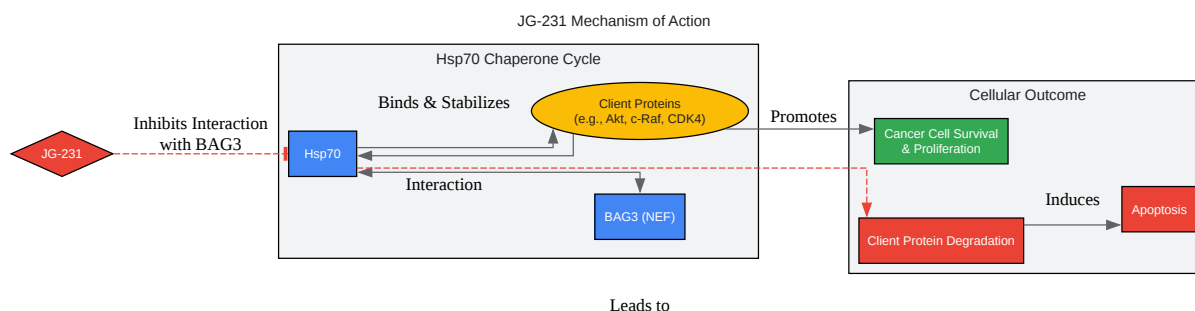 JG-231 Mechanism of Action
Hsp70 Chaperone Cycle
Cellular Outcome
JG-231
Inhibits Interaction
with BAG3
Hsp70
Binds & Stabilizes
Client Proteins
(e.g., Akt, c-Raf, CDK4)
Promotes
Cancer Cell Survival
& Proliferation
Interaction
BAG3 (NEF)
Client Protein Degradation
Induces
Apoptosis
Leads to